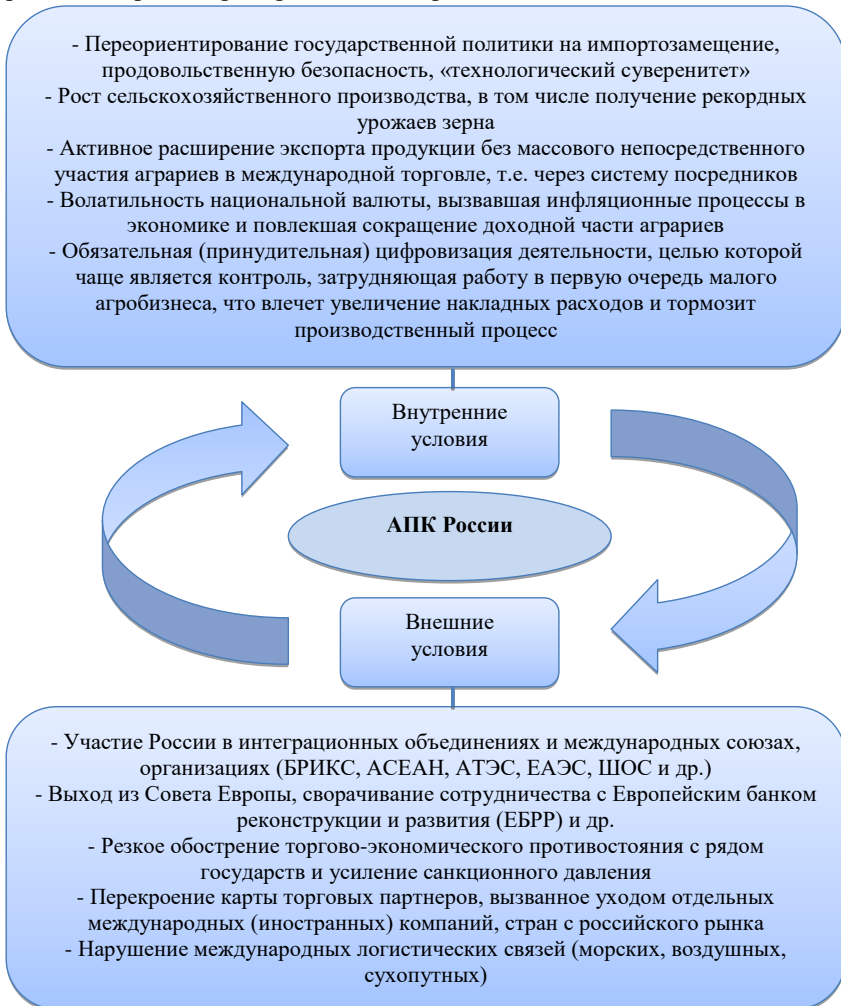 - Переориентирование государственной политики на импортозамещение,
продовольственную безопасность, «технологический суверенитет»
- Рост сельскохозяйственного производства, в том числе получение рекордных
урожаев зерна
- Активное расширение экспорта продукции без массового непосредственного
участия аграриев в международной торговле, т.е. через систему посредников
- Волатильность национальной валюты, вызвавшая инфляционные процессы в
экономике и повлекшая сокращение доходной части аграриев
- Обязательная (принудительная) цифровизация деятельности, целью которой
чаще является контроль, затрудняющая работу в первую очередь малого
агробизнеса, что влечет увеличение накладных расходов и тормозит
производственный процесс
Внутренние
условия
АПК России
Внешние
условия
- Участие России в интеграционных объединениях и международных союзах,
организациях (БРИКС, АСЕАН, АТЭС, ЕАЭС, ШОС и др.)
- Выход из Совета Европы, сворачивание сотрудничества с Европейским банком
реконструкции и развития (ЕБРР) и др.
- Резкое обострение торгово-экономического противостояния с рядом
государств и усиление санкционного давления
- Перекроение карты торговых партнеров, вызванное уходом отдельных
международных (иностранных) компаний, стран с российского рынка
- Нарушение международных логистических связей (морских, воздушных,
сухопутных)